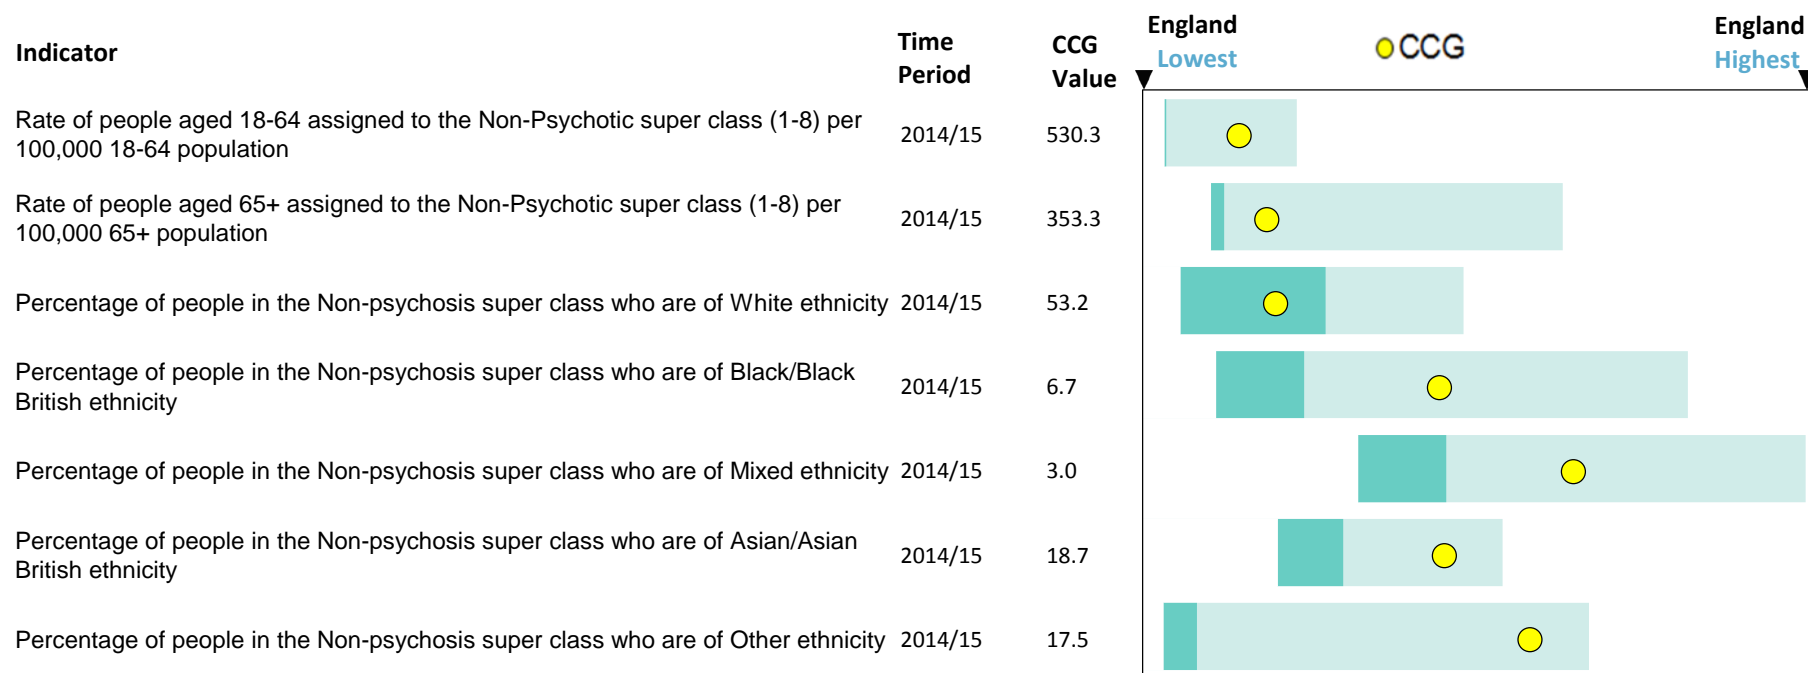 Indicator
Time
Period
CCG
Value
England
Lowest
CCG
England
Highest
Rate of people aged 18-64 assigned to the Non-Psychotic super class (1-8) per
100,000 18-64 population
2014/15
530.3
Rate of people aged 65+ assigned to the Non-Psychotic super class (1-8) per
100,000 65+ population
2014/15
353.3
Percentage of people in the Non-psychosis super class who are of White ethnicity
2014/15
53.2
Percentage of people in the Non-psychosis super class who are of Black/Black
British ethnicity
2014/15
6.7
Percentage of people in the Non-psychosis super class who are of Mixed ethnicity
2014/15
3.0
Percentage of people in the Non-psychosis super class who are of Asian/Asian
British ethnicity
2014/15
18.7
Percentage of people in the Non-psychosis super class who are of Other ethnicity
2014/15
17.5